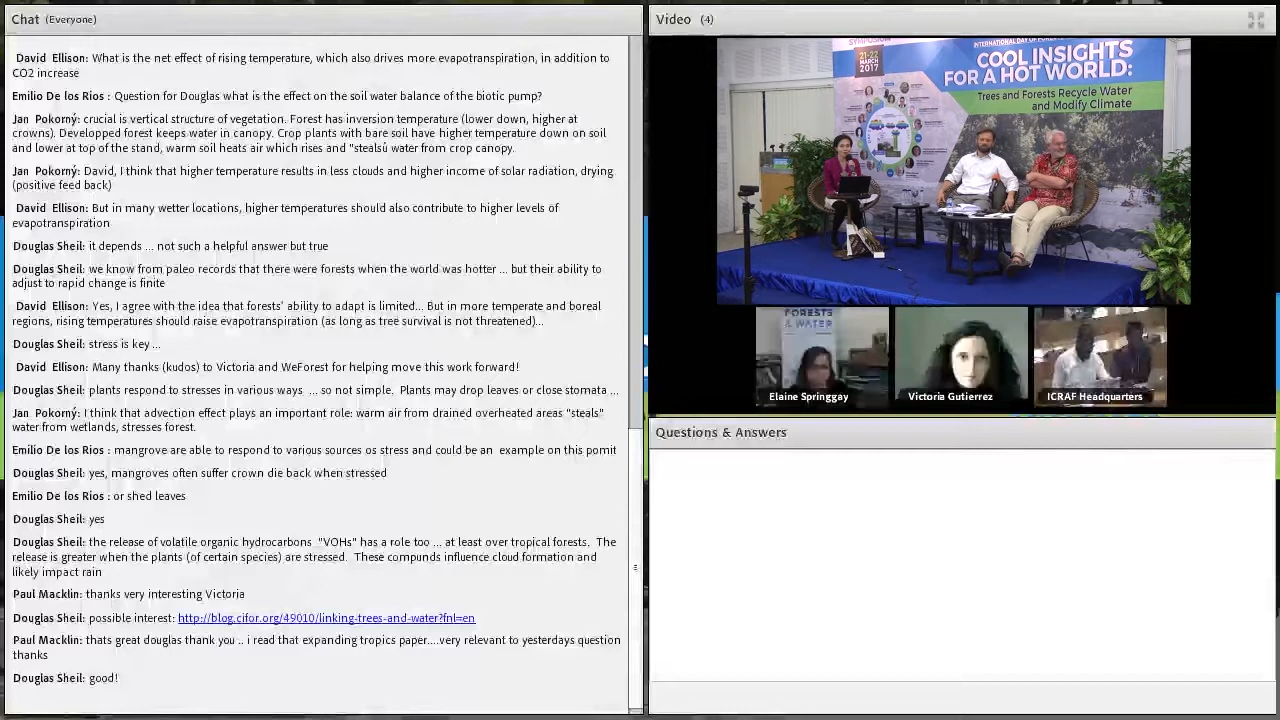 Chat (Everyone)
David Ellison: What is the net effect of rising temperature, which also drives more evapotranspiration, in addition to
CO2 increase
Emilio De los Rios : Question for Douglas what is the effect on the soil water balance of the biotic pump?
Jan Pokorný: crucial is vertical structure of vegetation. Forest has inversion temperature (lower down, higher at
crowns). Developped forest keeps water in canopy. Crop plants with bare soil have higher temperature down on soil
and lower at top of the stand, warm soil heats air which rises and "stealsů water from crop canopy.
Jan Pokorný: David, I think that higher temperature results in less clouds and higher income of solar radiation, drying
(positive feed back)
David Ellison: But in many wetter locations, higher temperatures should also contribute to higher levels of
evapotranspiration
Douglas Sheil: it depends ... not such a helpful answer but true
Douglas Sheil: we know from paleo records that there were forests when the world was hotter ... but their ability to
adjust to rapid change is finite
David Ellison: Yes, I agree with the idea that forests' ability to adapt is limited... But in more temperate and boreal
regions, rising temperatures should raise evapotranspiration (as long as tree survival is not threatened)...
Douglas Sheil: stress is key ...
David Ellison: Many thanks (kudos) to Victoria and WeForest for helping move this work forward!
Douglas Sheil: plants respond to stresses in various ways ... so not simple. Plants may drop leaves or close stomata ...
Jan Pokorný: I think that advection effect plays an important role: warm air from drained overheated areas "steals"
water from wetlands, stresses forest.
Emilio De los Rios : mangrove are able to respond to various sources os stress and could be an example on this pomit
Douglas Sheil: yes, mangroves often suffer crown die back when stressed
Emilio De los Rios : or shed leaves
Douglas Sheil: yes
Douglas Sheil: the release of volatile organic hydrocarbons "VOHs" has a role too ... at least over tropical forests. The
release is greater when the plants (of certain species) are stressed. These compunds influence cloud formation and
likely impact rain
Paul Macklin: thanks very interesting Victoria
Douglas Sheil: possible interest: http://blog.cifor.org/49010/linking-trees-and-water?fnl=en
Paul Macklin: thats great douglas thank you .. i read that expanding tropics paper....very relevant to yesterdays question
thanks
Douglas Sheil: good!
Video (4)
SYMPOSIUM
21-22
MARCH
2017
INTERNATIONAL DAY OF
COOL INSIGHTS
FOR A HOT WORLD:
Trees and Forests Recycle Water
and Modify Climate
FORESTS
& WATER
Elaine Springgay
Victoria Gutierrez
ICRAF Headquarters
Questions & Answers